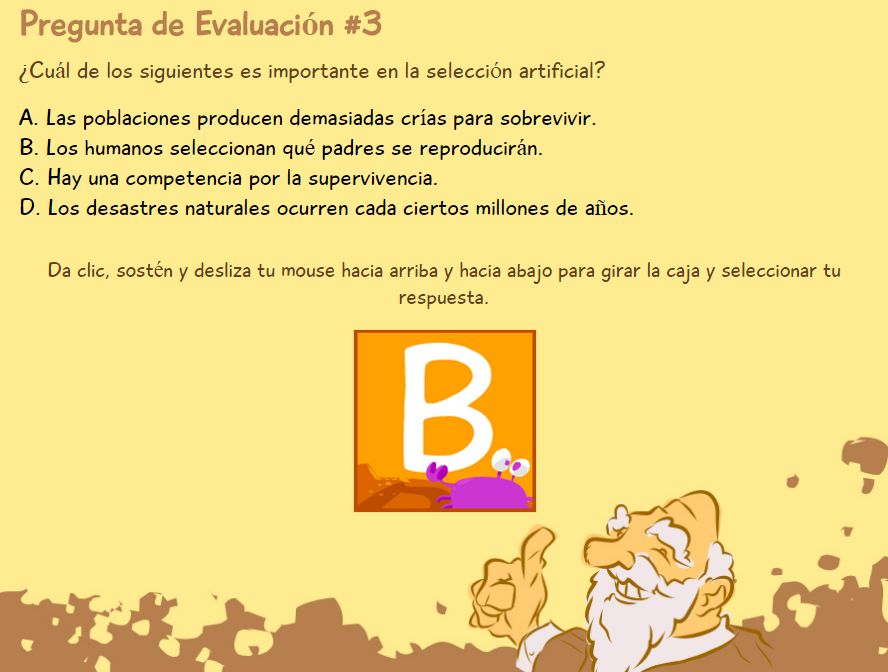 Pregunta de Evaluación #3
¿Cuál de los siguientes es importante en la selección artificial?
A. Las poblaciones producen demasiadas crías para sobrevivir.
B. Los humanos seleccionan qué padres se reproducirán.
C. Hay una competencia por la supervivencia.
D. Los desastres naturales ocurren cada ciertos millones de años.
Da clic, sostén y desliza tu mouse hacia arriba y hacia abajo para girar la caja y seleccionar tu
respuesta.
B.